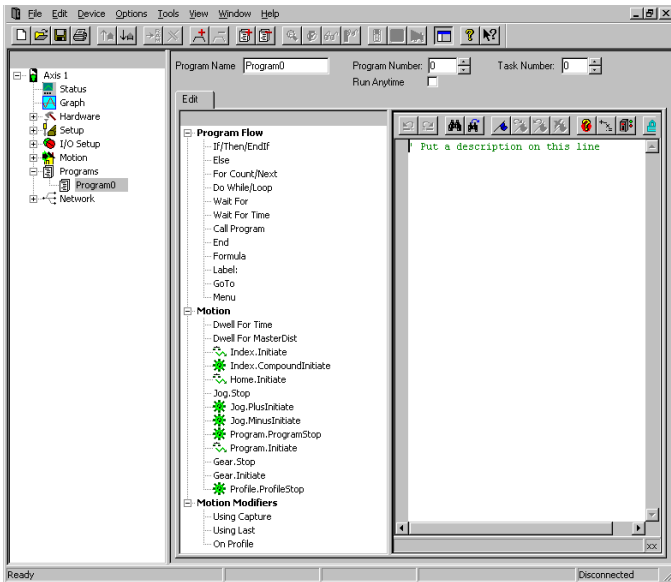 File Edit Device Options Tools View Window Help
Program Name Program0 Program Number: 0 Task Number: 0
Run Anytime
Edit
Axis 1
Status
Graph
Hardware
Setup
I/O Setup
Motion
Programs
Program0
Network
Program Flow
If/Then/EndIf
Else
For Count/Next
Do While/Loop
Wait For
Wait For Time
Call Program
End
Formula
Label:
GoTo
Menu
Motion
Dwell For Time
Dwell For MasterDist
Index.Initiate
Index.CompoundInitiate
Home.Initiate
Jog.Stop
Jog.PlusInitiate
Jog.MinusInitiate
Program.ProgramStop
Program.Initiate
Gear.Stop
Gear.Initiate
Profile.ProfileStop
Motion Modifiers
Using Capture
Using Last
On Profile
' Put a description on this line
xx
Ready Disconnected